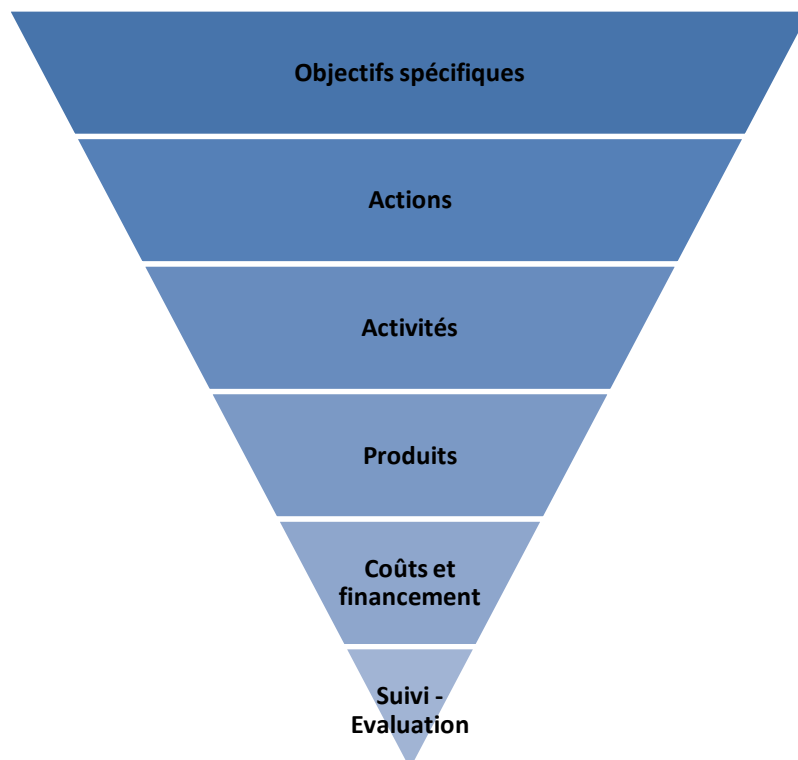 Objectifs spécifiques
Actions
Activités
Produits
Coûts et
financement
Suivi -
Evaluation